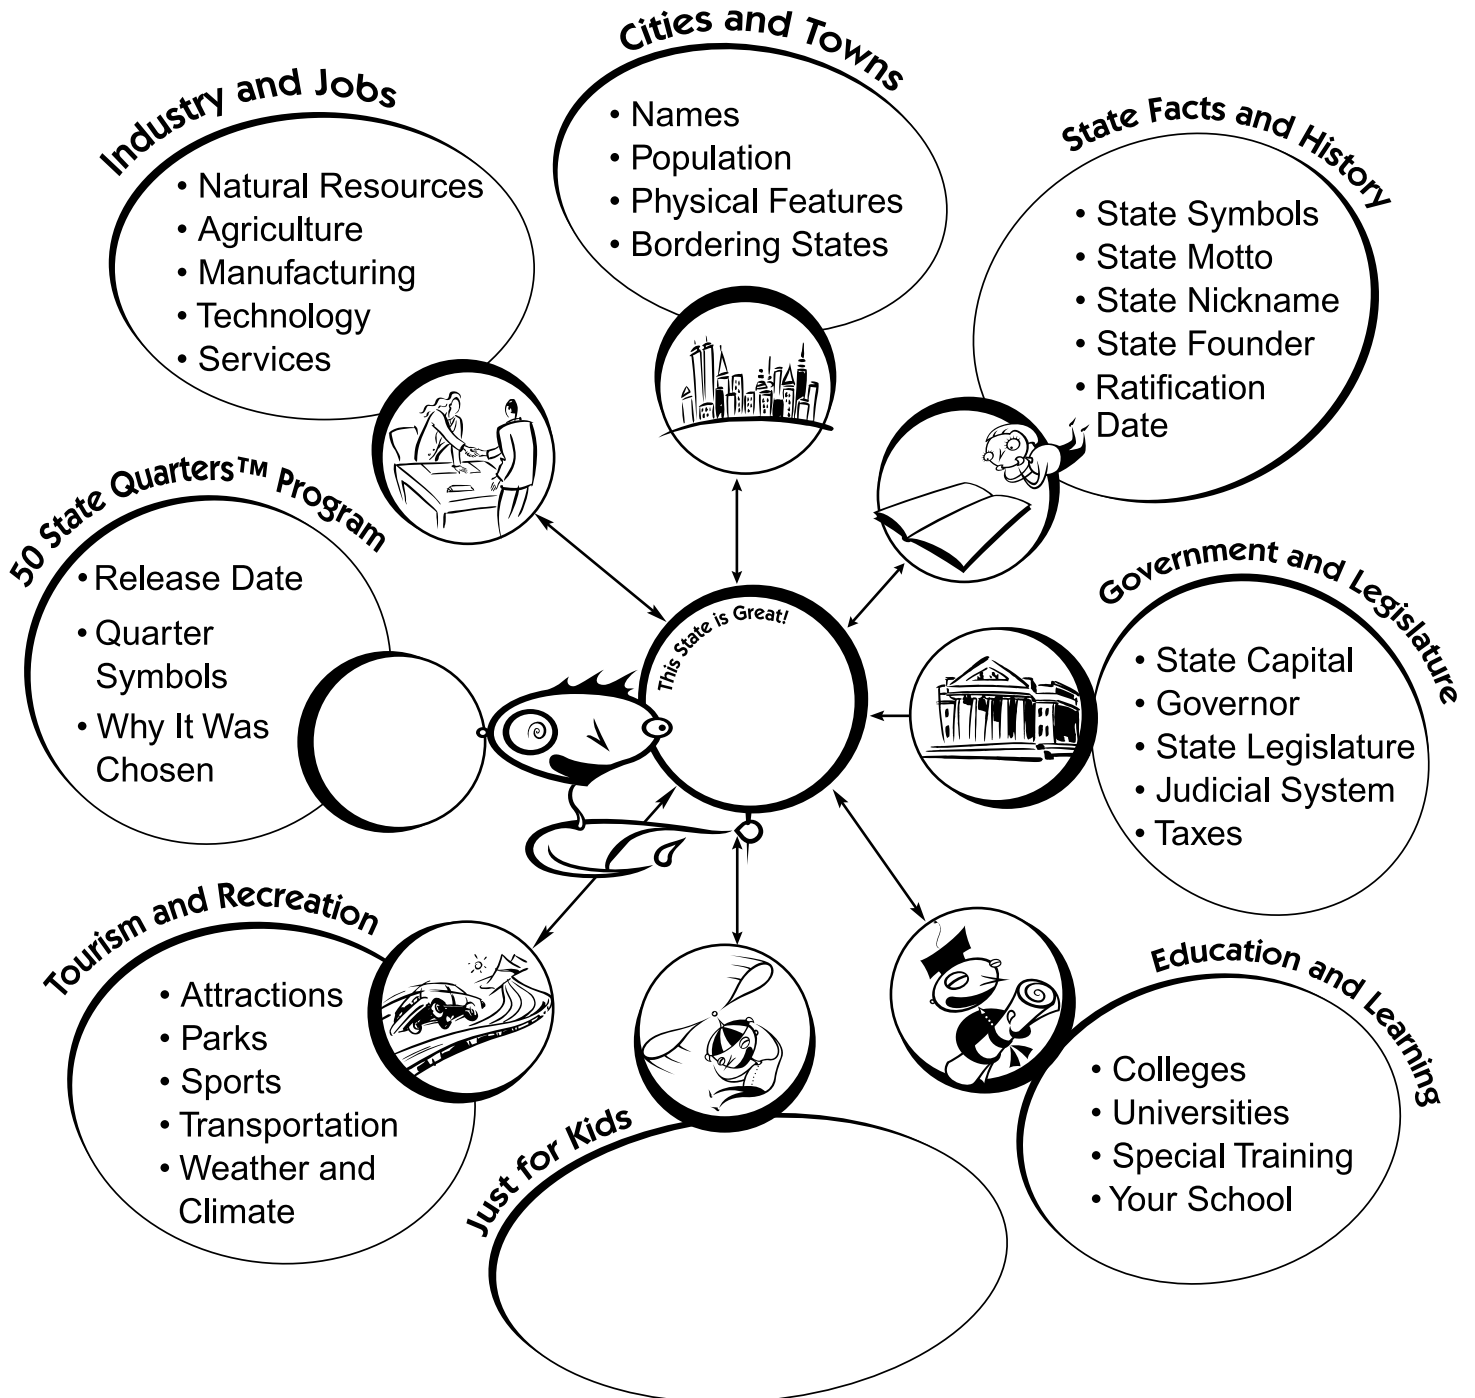 Cities and Towns
• Names
• Population
• Physical Features
• Bordering States
Industry and Jobs
• Natural Resources
• Agriculture
• Manufacturing
• Technology
• Services
State Facts and History
• State Symbols
• State Motto
• State Nickname
• State Founder
• Ratification
Date
50 State Quarters™ Program
• Release Date
• Quarter
Symbols
• Why It Was
Chosen
This State is Great!
Government and Legislature
• State Capital
• Governor
• State Legislature
• Judicial System
• Taxes
Tourism and Recreation
• Attractions
• Parks
• Sports
• Transportation
• Weather and
Climate
Just for Kids
Education and Learning
• Colleges
• Universities
• Special Training
• Your School